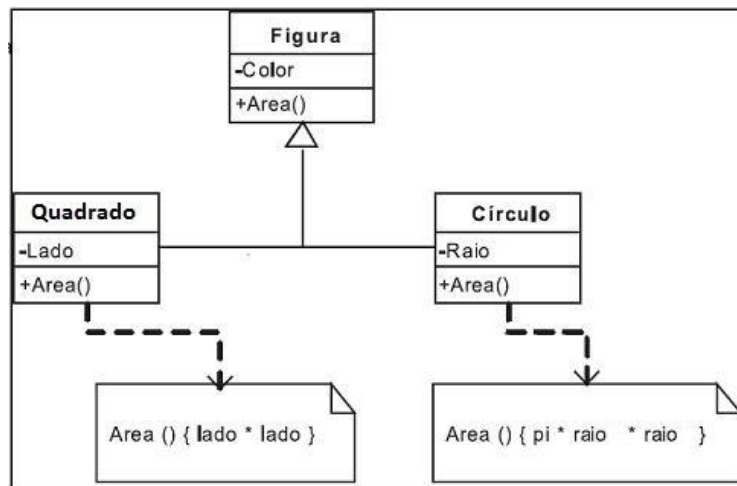 Figura
-Color
+Area()
Quadrado
-Lado
+Area()
Círculo
-Raio
+Area()
Area () { lado * lado }
Area () { pi * raio * raio }